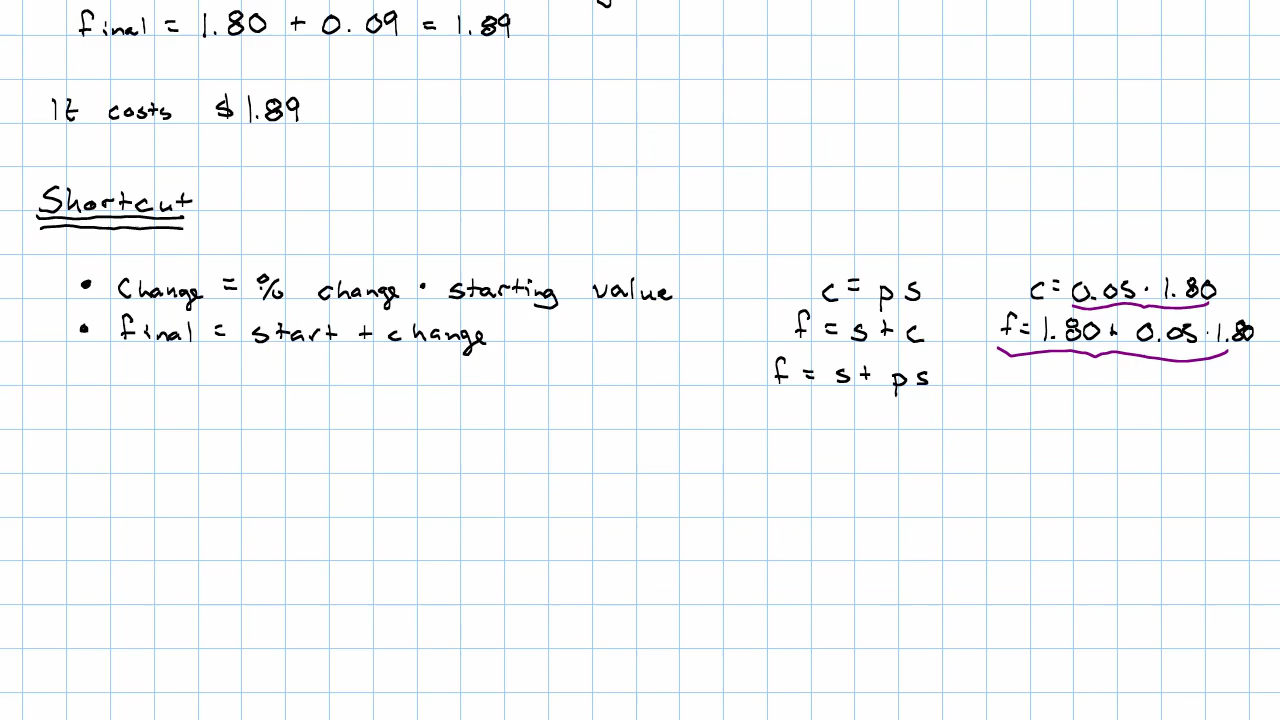 final = 1.80 + 0.09 = 1.89
It costs $1.89
Shortcut
• Change = % change · starting value
• final = start + change
c = p s
f = s + c
f = s + p s
c = 0.05 · 1.80
f = 1.80 + 0.05 · 1.80